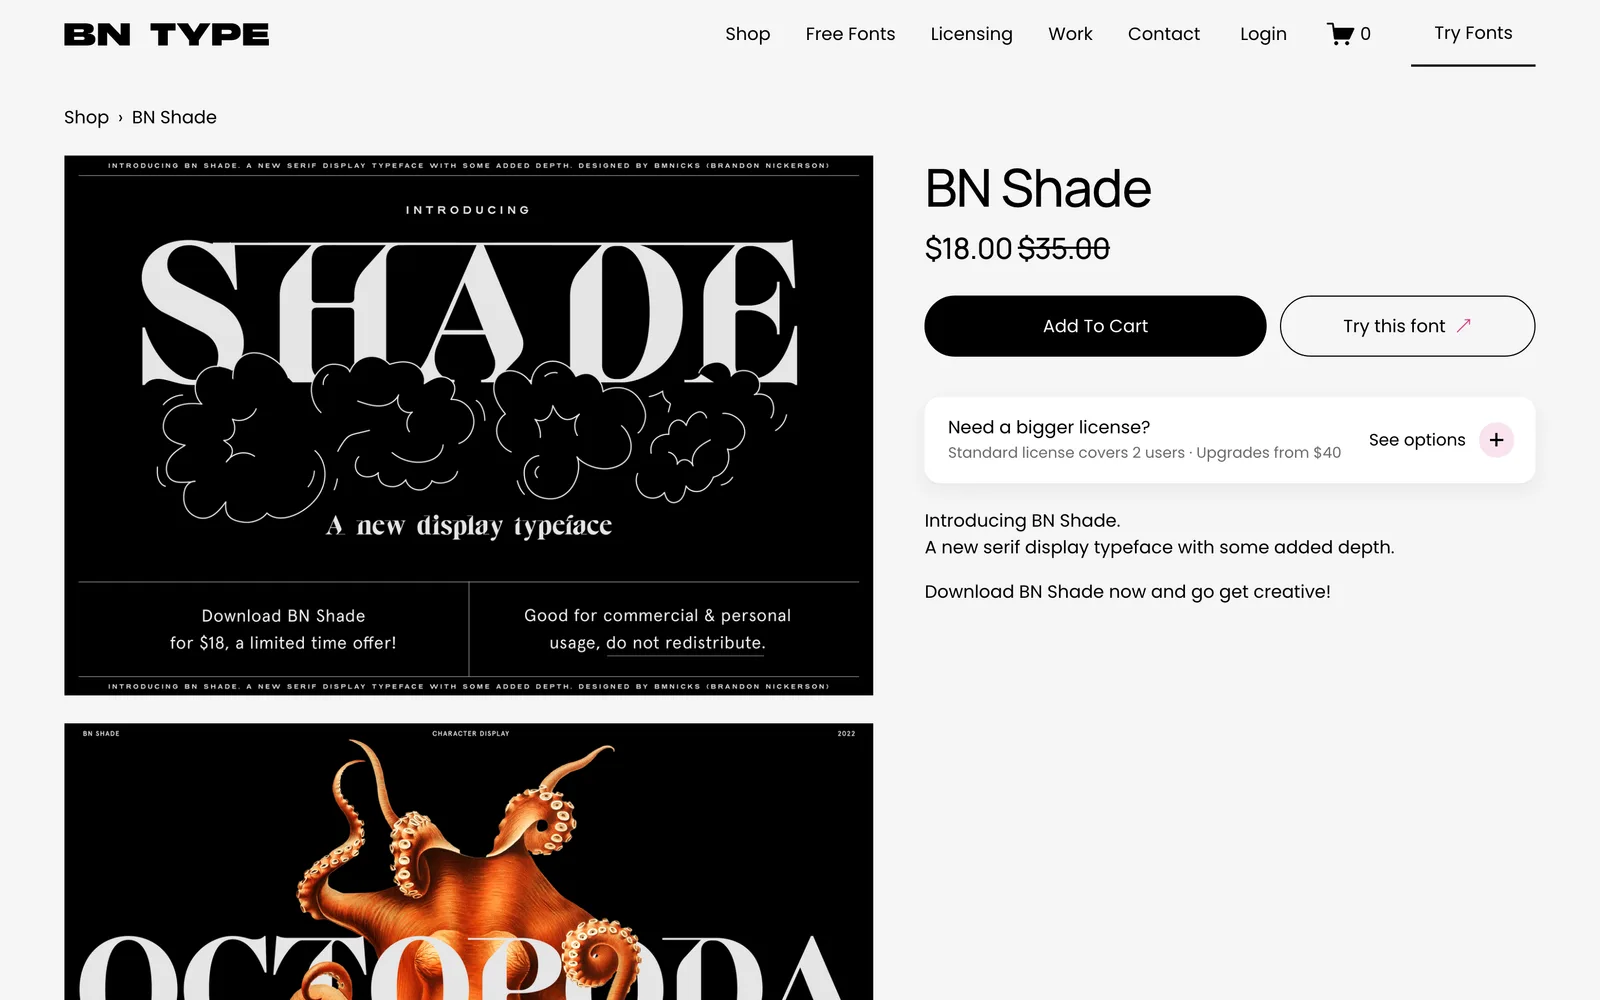 BN TYPE
Shop
Free Fonts
Licensing
Work
Contact
Login
0
Try Fonts
Shop › BN Shade
INTRODUCING BN SHADE. A NEW SERIF DISPLAY TYPEFACE WITH SOME ADDED DEPTH. DESIGNED BY BMNICKS (BRANDON NICKERSON)
INTRODUCING
SHADE
A new display typeface
Download BN Shade
for $18, a limited time offer!
Good for commercial & personal
usage, do not redistribute.
INTRODUCING BN SHADE. A NEW SERIF DISPLAY TYPEFACE WITH SOME ADDED DEPTH. DESIGNED BY BMNICKS (BRANDON NICKERSON)
BN Shade
$18.00 $35.00
Add To Cart
Try this font
Need a bigger license?
Standard license covers 2 users · Upgrades from $40
See options +
Introducing BN Shade.
A new serif display typeface with some added depth.
Download BN Shade now and go get creative!
BN SHADE
CHARACTER DISPLAY
2022
OCTOPODA